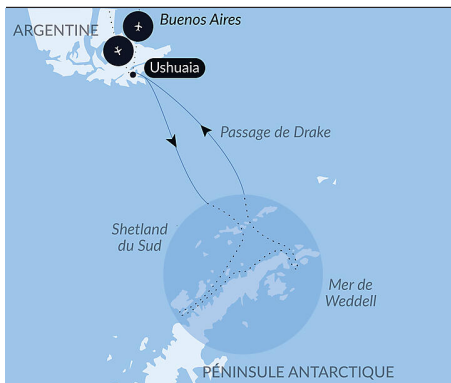 Buenos Aires
ARGENTINE
Ushuaia
Passage de Drake
Shetland
du Sud
Mer de
Weddell
PÉNINSULE ANTARCTIQUE